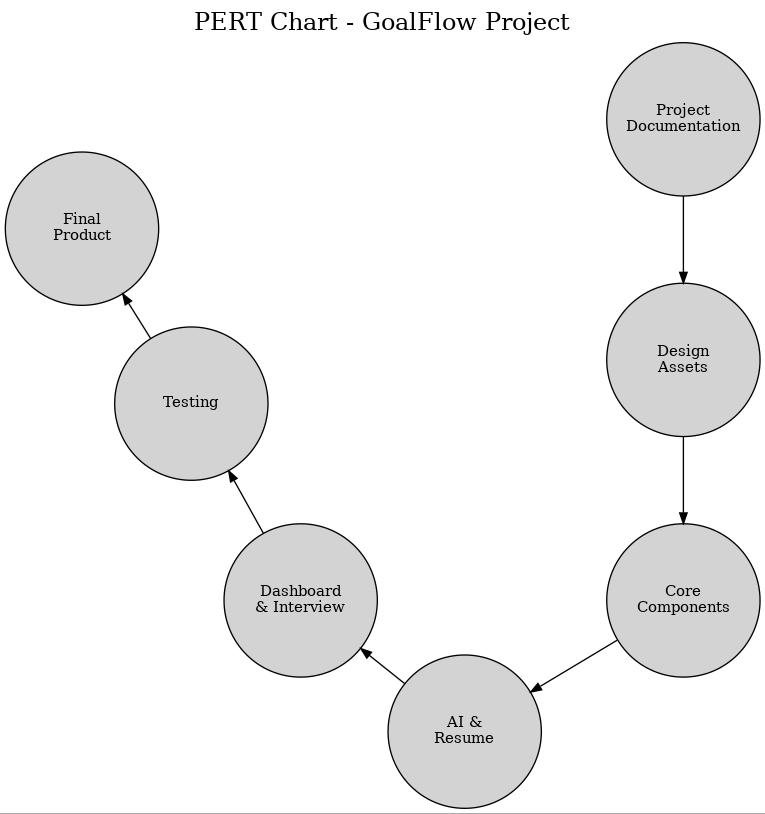 PERT Chart - GoalFlow Project
Project
Documentation
Design
Assets
Core
Components
AI &
Resume
Dashboard
& Interview
Testing
Final
Product